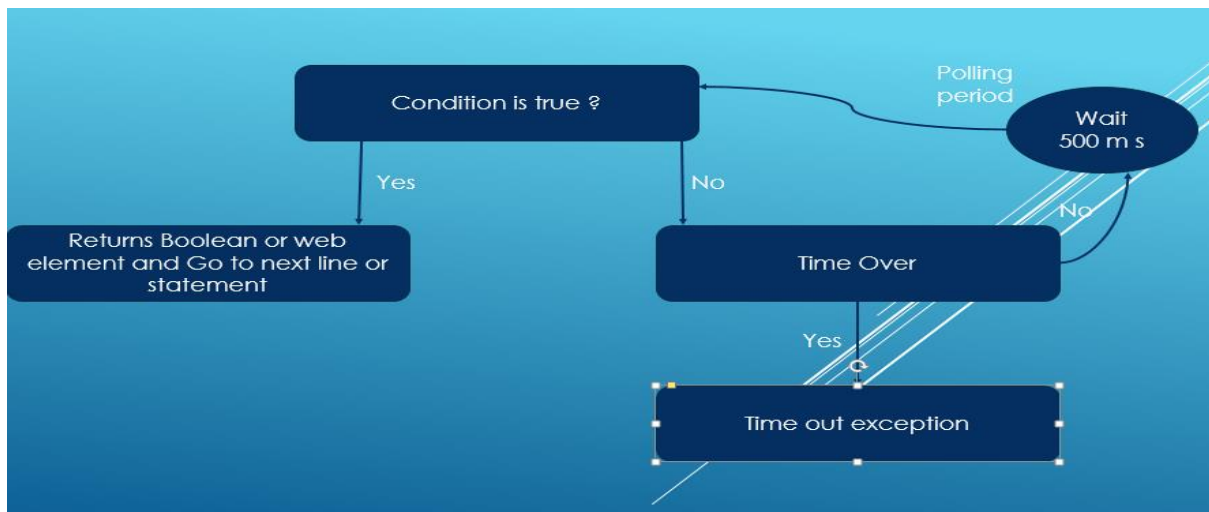 Polling
period
Condition is true ?
Wait
500 m s
Yes
No
No
Returns Boolean or web
element and Go to next line or
statement
Time Over
Yes
Time out exception